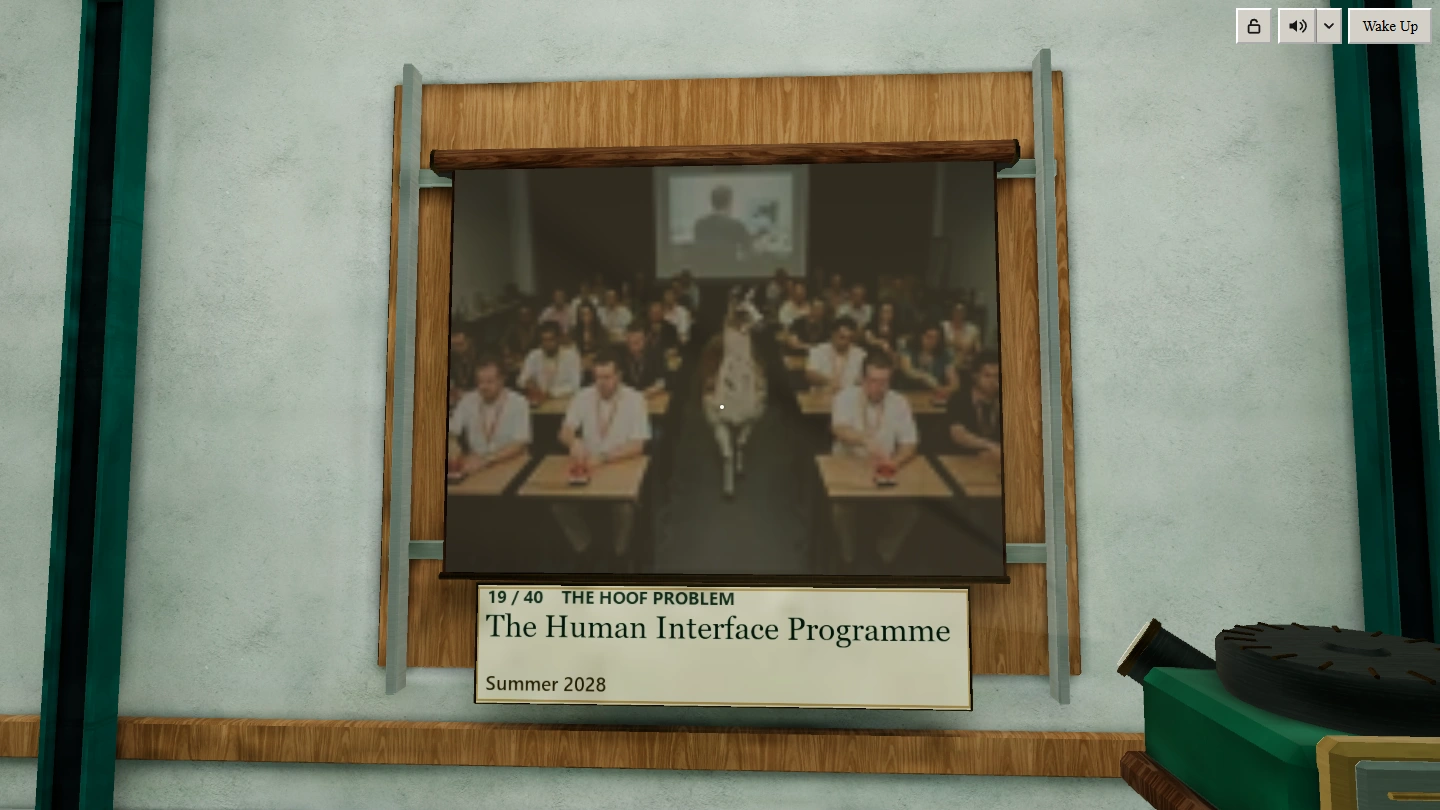 Wake Up
19 / 40 THE HOOF PROBLEM
The Human Interface Programme
Summer 2028